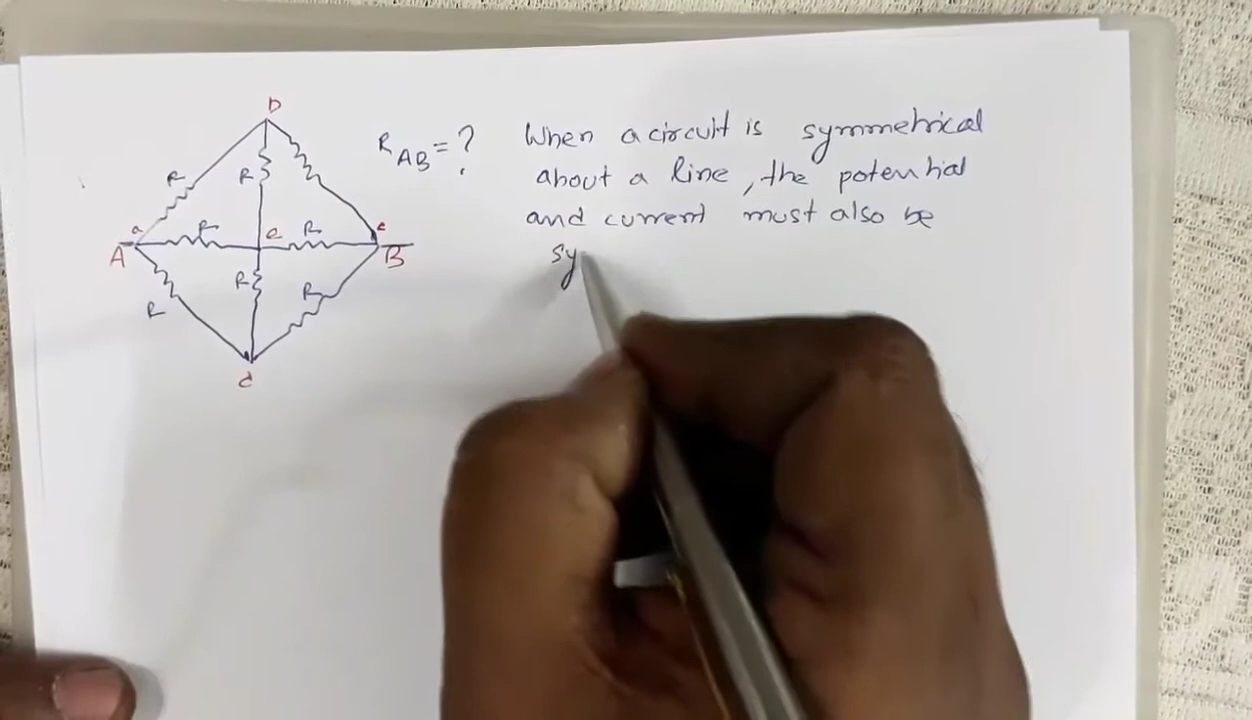 D
R_AB = ?
R
R
a
R
e
R
A
B
R
R
R
d
When a circuit is symmetrical
about a line, the potential
and current must also be
sy